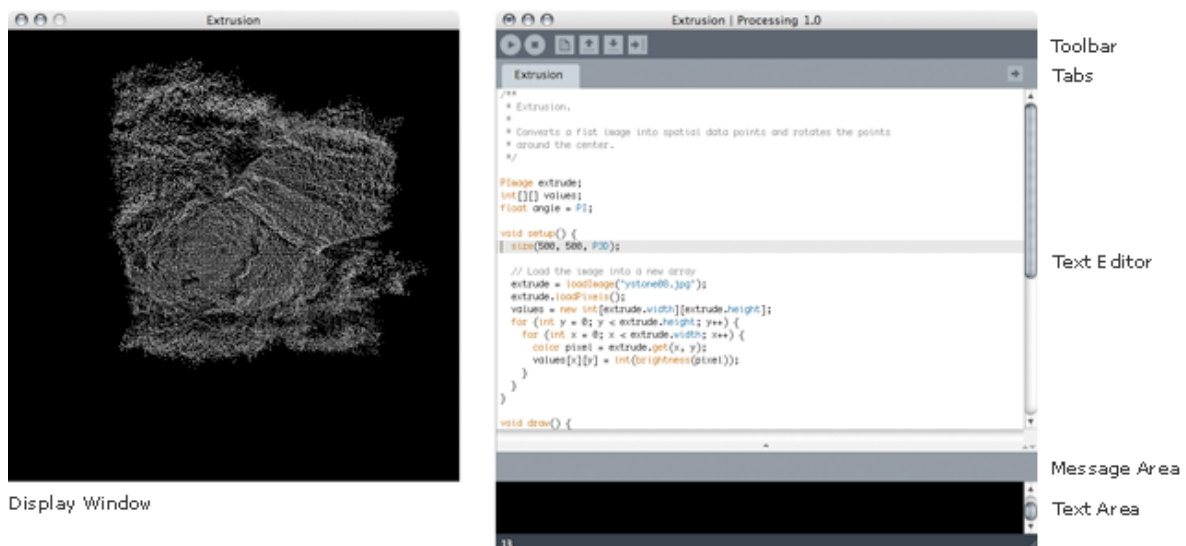 Extrusion
Display Window
Extrusion | Processing 1.0
Toolbar
Extrusion
Tabs
/**
* Extrusion.
*
* Converts a flat image into spatial data points and rotates the points
* around the center.
*/
PImage extrude;
int[][] values;
float angle = PI;
void setup() {
size(500, 500, P3D);
Text Editor
// Load the image into a new array
extrude = loadImage("ystone08.jpg");
extrude.loadPixels();
values = new int[extrude.width][extrude.height];
for (int y = 0; y < extrude.height; y++) {
for (int x = 0; x < extrude.width; x++) {
color pixel = extrude.get(x, y);
values[x][y] = int(brightness(pixel));
}
}
}
void draw() {
Message Area
Text Area
13